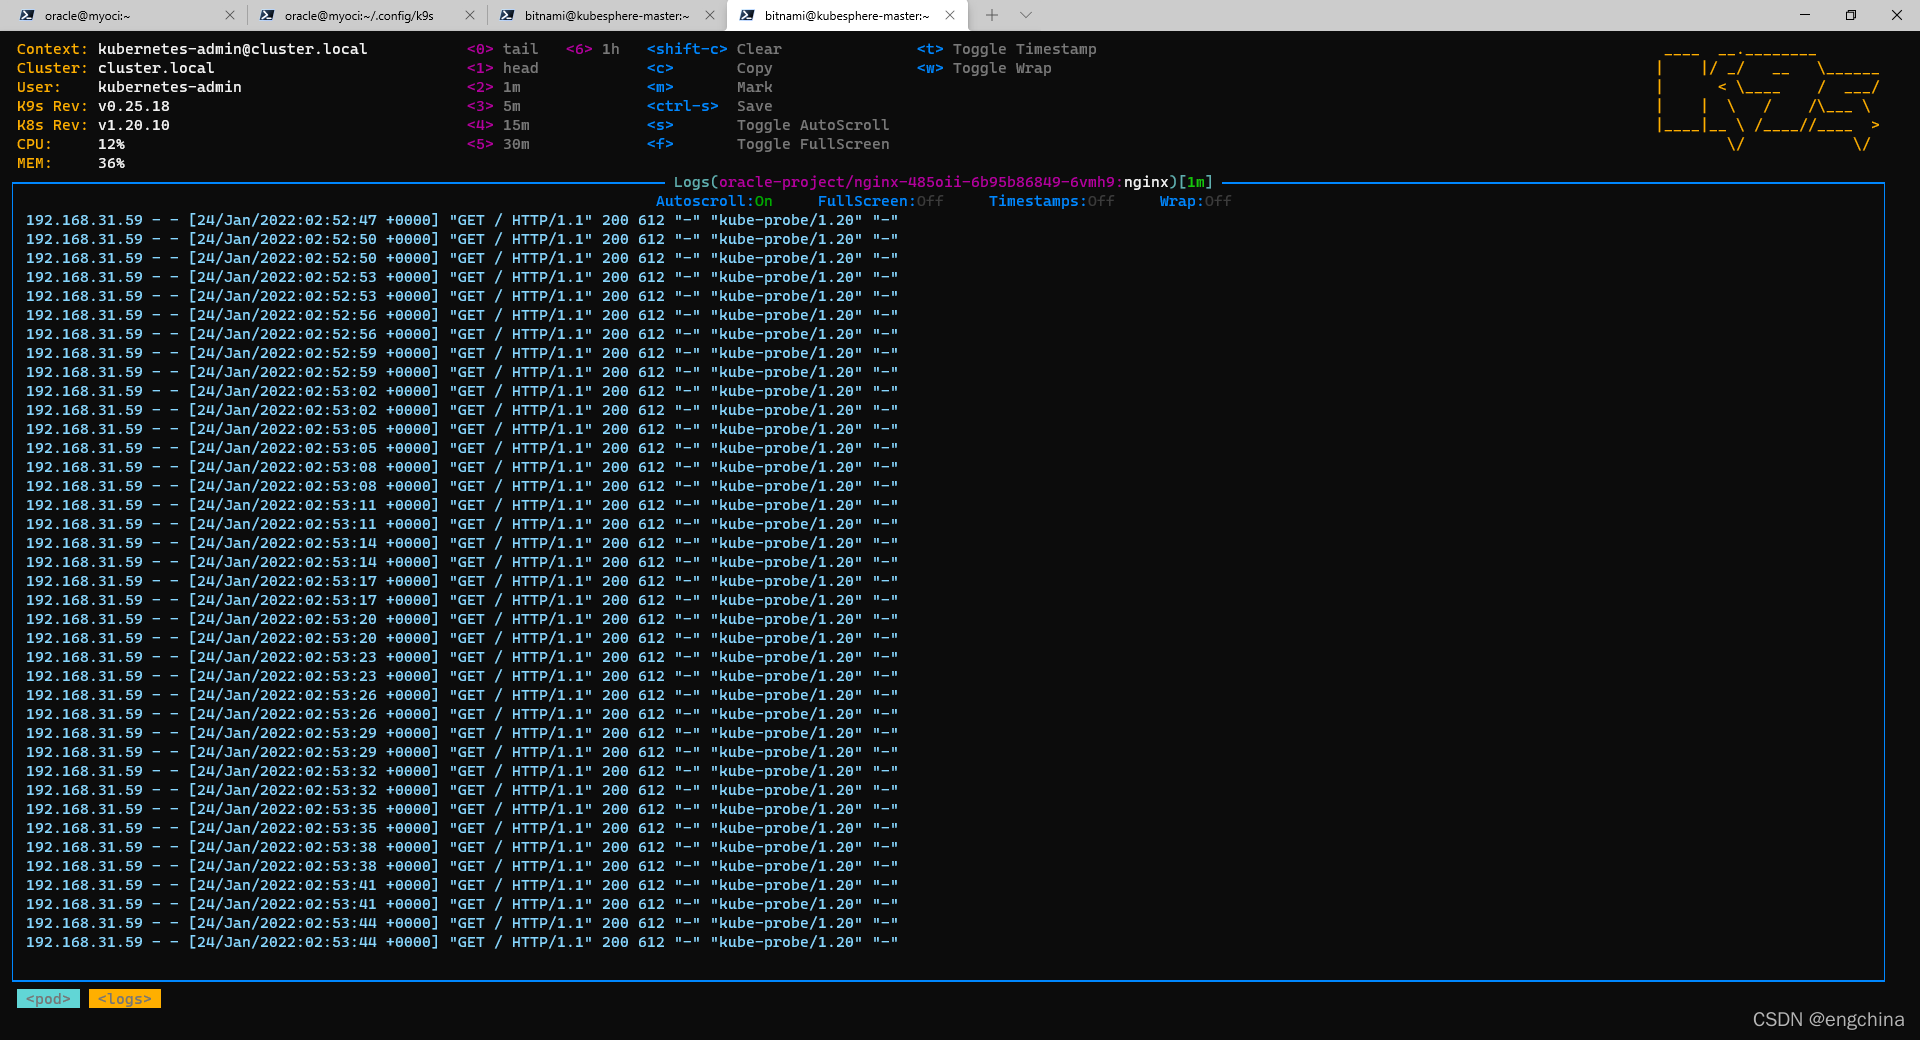 oracle@myoci:~
oracle@myoci:~/.config/k9s
bitnami@kubesphere-master:~
bitnami@kubesphere-master:~
Context: kubernetes-admin@cluster.local <0> tail <6> 1h <shift-c> Clear <t> Toggle Timestamp
Cluster: cluster.local <1> head <c> Copy <w> Toggle Wrap
User: kubernetes-admin <2> 1m <m> Mark
K9s Rev: v0.25.18 <3> 5m <ctrl-s> Save
K8s Rev: v1.20.10 <4> 15m <s> Toggle AutoScroll
CPU: 12% <5> 30m <f> Toggle FullScreen
MEM: 36%
Logs(oracle-project/nginx-485oii-6b95b86849-6vmh9:nginx)[1m]
Autoscroll:On FullScreen:Off Timestamps:Off Wrap:Off
192.168.31.59 - - [24/Jan/2022:02:52:47 +0000] "GET / HTTP/1.1" 200 612 "-" "kube-probe/1.20" "-"
192.168.31.59 - - [24/Jan/2022:02:52:50 +0000] "GET / HTTP/1.1" 200 612 "-" "kube-probe/1.20" "-"
192.168.31.59 - - [24/Jan/2022:02:52:50 +0000] "GET / HTTP/1.1" 200 612 "-" "kube-probe/1.20" "-"
192.168.31.59 - - [24/Jan/2022:02:52:53 +0000] "GET / HTTP/1.1" 200 612 "-" "kube-probe/1.20" "-"
192.168.31.59 - - [24/Jan/2022:02:52:53 +0000] "GET / HTTP/1.1" 200 612 "-" "kube-probe/1.20" "-"
192.168.31.59 - - [24/Jan/2022:02:52:56 +0000] "GET / HTTP/1.1" 200 612 "-" "kube-probe/1.20" "-"
192.168.31.59 - - [24/Jan/2022:02:52:56 +0000] "GET / HTTP/1.1" 200 612 "-" "kube-probe/1.20" "-"
192.168.31.59 - - [24/Jan/2022:02:52:59 +0000] "GET / HTTP/1.1" 200 612 "-" "kube-probe/1.20" "-"
192.168.31.59 - - [24/Jan/2022:02:52:59 +0000] "GET / HTTP/1.1" 200 612 "-" "kube-probe/1.20" "-"
192.168.31.59 - - [24/Jan/2022:02:53:02 +0000] "GET / HTTP/1.1" 200 612 "-" "kube-probe/1.20" "-"
192.168.31.59 - - [24/Jan/2022:02:53:02 +0000] "GET / HTTP/1.1" 200 612 "-" "kube-probe/1.20" "-"
192.168.31.59 - - [24/Jan/2022:02:53:05 +0000] "GET / HTTP/1.1" 200 612 "-" "kube-probe/1.20" "-"
192.168.31.59 - - [24/Jan/2022:02:53:05 +0000] "GET / HTTP/1.1" 200 612 "-" "kube-probe/1.20" "-"
192.168.31.59 - - [24/Jan/2022:02:53:08 +0000] "GET / HTTP/1.1" 200 612 "-" "kube-probe/1.20" "-"
192.168.31.59 - - [24/Jan/2022:02:53:08 +0000] "GET / HTTP/1.1" 200 612 "-" "kube-probe/1.20" "-"
192.168.31.59 - - [24/Jan/2022:02:53:11 +0000] "GET / HTTP/1.1" 200 612 "-" "kube-probe/1.20" "-"
192.168.31.59 - - [24/Jan/2022:02:53:11 +0000] "GET / HTTP/1.1" 200 612 "-" "kube-probe/1.20" "-"
192.168.31.59 - - [24/Jan/2022:02:53:14 +0000] "GET / HTTP/1.1" 200 612 "-" "kube-probe/1.20" "-"
192.168.31.59 - - [24/Jan/2022:02:53:14 +0000] "GET / HTTP/1.1" 200 612 "-" "kube-probe/1.20" "-"
192.168.31.59 - - [24/Jan/2022:02:53:17 +0000] "GET / HTTP/1.1" 200 612 "-" "kube-probe/1.20" "-"
192.168.31.59 - - [24/Jan/2022:02:53:17 +0000] "GET / HTTP/1.1" 200 612 "-" "kube-probe/1.20" "-"
192.168.31.59 - - [24/Jan/2022:02:53:20 +0000] "GET / HTTP/1.1" 200 612 "-" "kube-probe/1.20" "-"
192.168.31.59 - - [24/Jan/2022:02:53:20 +0000] "GET / HTTP/1.1" 200 612 "-" "kube-probe/1.20" "-"
192.168.31.59 - - [24/Jan/2022:02:53:23 +0000] "GET / HTTP/1.1" 200 612 "-" "kube-probe/1.20" "-"
192.168.31.59 - - [24/Jan/2022:02:53:23 +0000] "GET / HTTP/1.1" 200 612 "-" "kube-probe/1.20" "-"
192.168.31.59 - - [24/Jan/2022:02:53:26 +0000] "GET / HTTP/1.1" 200 612 "-" "kube-probe/1.20" "-"
192.168.31.59 - - [24/Jan/2022:02:53:26 +0000] "GET / HTTP/1.1" 200 612 "-" "kube-probe/1.20" "-"
192.168.31.59 - - [24/Jan/2022:02:53:29 +0000] "GET / HTTP/1.1" 200 612 "-" "kube-probe/1.20" "-"
192.168.31.59 - - [24/Jan/2022:02:53:29 +0000] "GET / HTTP/1.1" 200 612 "-" "kube-probe/1.20" "-"
192.168.31.59 - - [24/Jan/2022:02:53:32 +0000] "GET / HTTP/1.1" 200 612 "-" "kube-probe/1.20" "-"
192.168.31.59 - - [24/Jan/2022:02:53:32 +0000] "GET / HTTP/1.1" 200 612 "-" "kube-probe/1.20" "-"
192.168.31.59 - - [24/Jan/2022:02:53:35 +0000] "GET / HTTP/1.1" 200 612 "-" "kube-probe/1.20" "-"
192.168.31.59 - - [24/Jan/2022:02:53:35 +0000] "GET / HTTP/1.1" 200 612 "-" "kube-probe/1.20" "-"
192.168.31.59 - - [24/Jan/2022:02:53:38 +0000] "GET / HTTP/1.1" 200 612 "-" "kube-probe/1.20" "-"
192.168.31.59 - - [24/Jan/2022:02:53:38 +0000] "GET / HTTP/1.1" 200 612 "-" "kube-probe/1.20" "-"
192.168.31.59 - - [24/Jan/2022:02:53:41 +0000] "GET / HTTP/1.1" 200 612 "-" "kube-probe/1.20" "-"
192.168.31.59 - - [24/Jan/2022:02:53:41 +0000] "GET / HTTP/1.1" 200 612 "-" "kube-probe/1.20" "-"
192.168.31.59 - - [24/Jan/2022:02:53:44 +0000] "GET / HTTP/1.1" 200 612 "-" "kube-probe/1.20" "-"
192.168.31.59 - - [24/Jan/2022:02:53:44 +0000] "GET / HTTP/1.1" 200 612 "-" "kube-probe/1.20" "-"
<pod> <logs>
CSDN @engchina